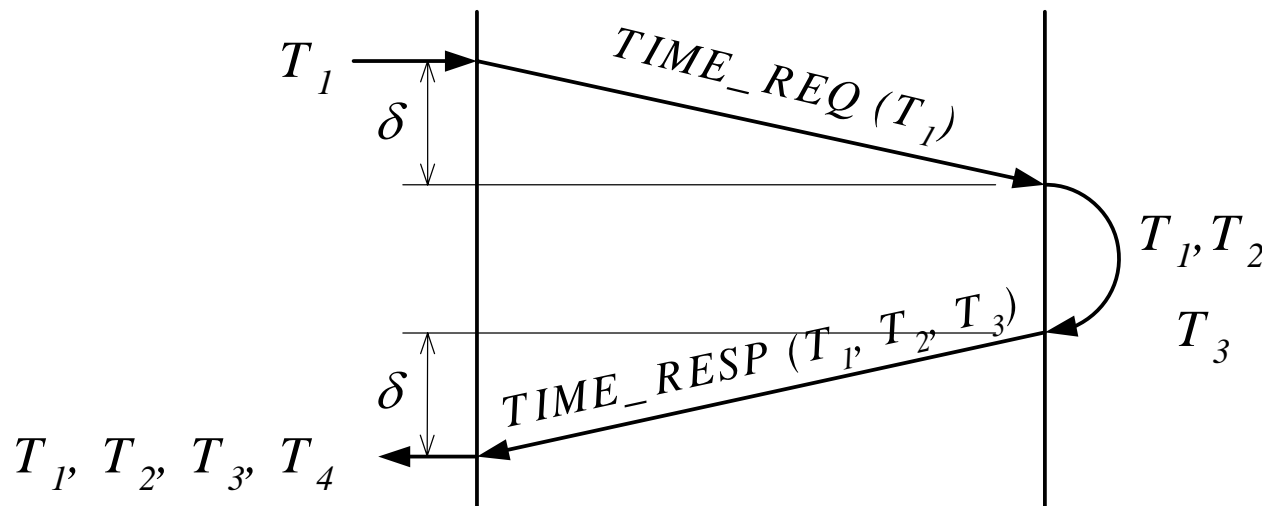 T₁
TIME_REQ (T₁)
δ
T₁, T₂
T₃
TIME_RESP (T₁, T₂, T₃)
δ
T₁, T₂, T₃, T₄